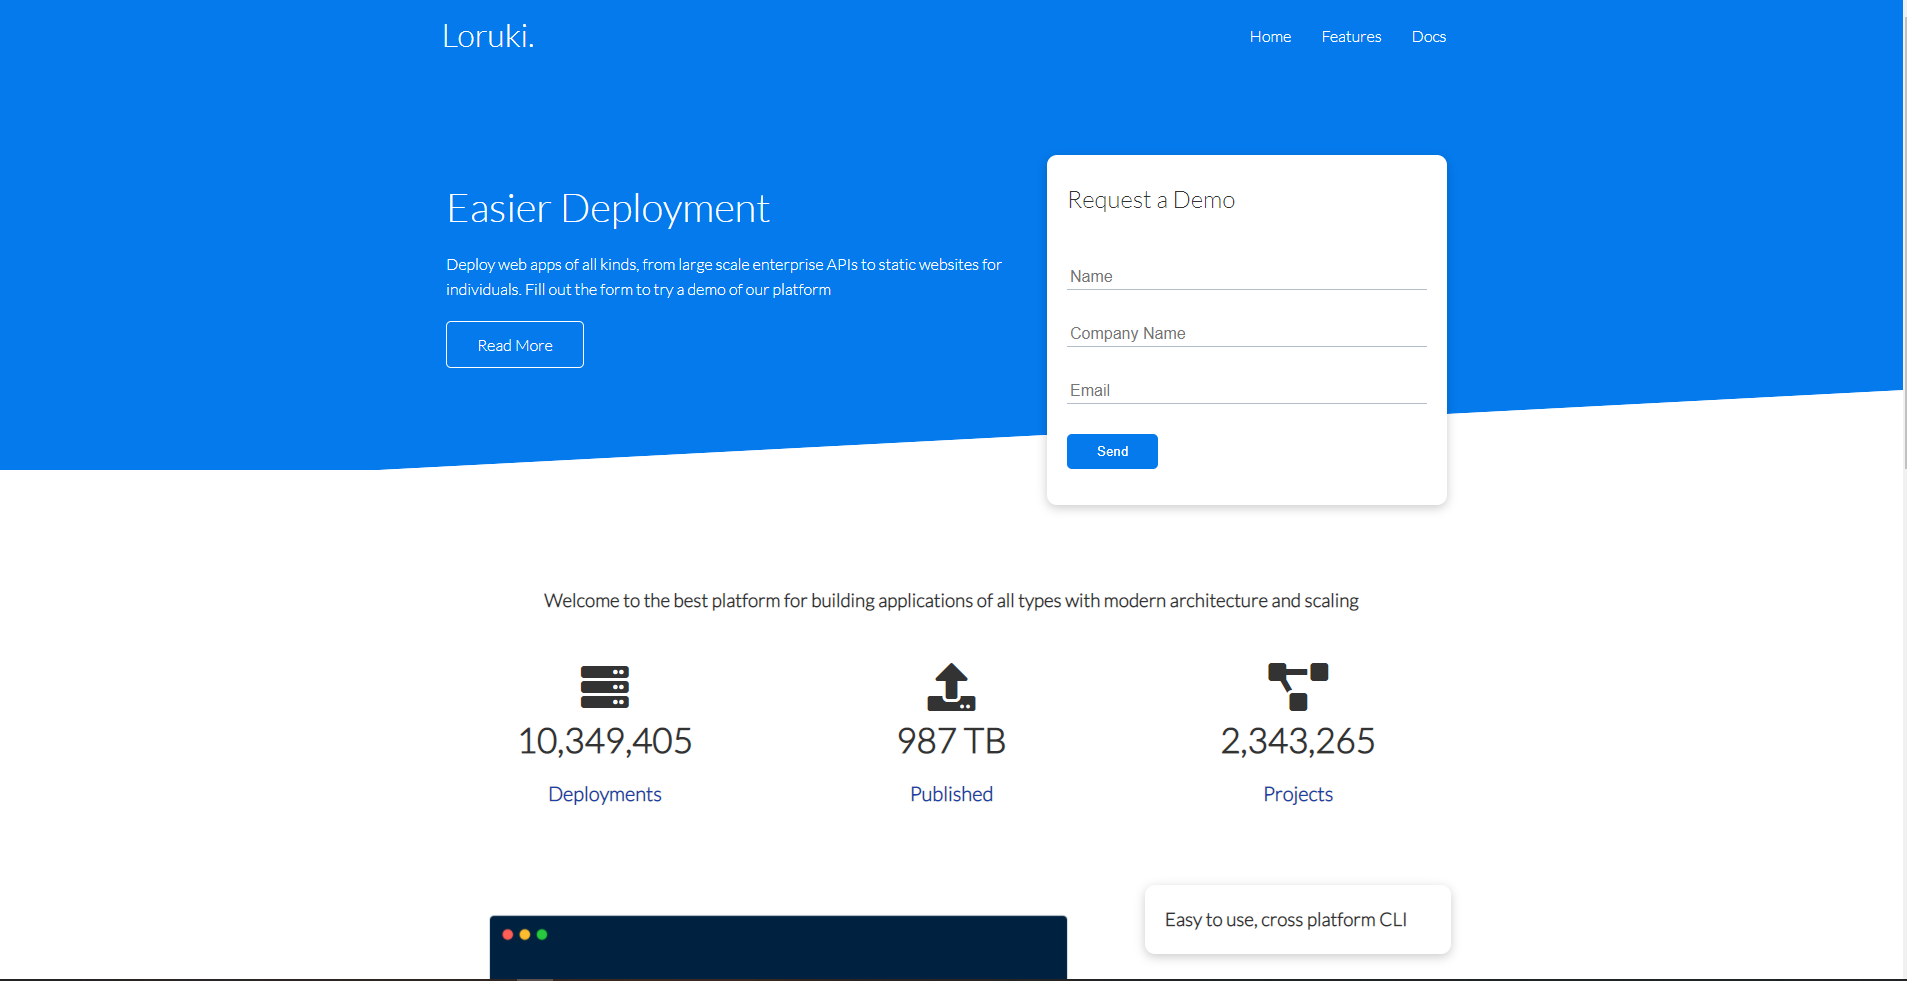 Loruki.
Home Features Docs
Easier Deployment
Deploy web apps of all kinds, from large scale enterprise APIs to static websites for
individuals. Fill out the form to try a demo of our platform
Read More
Request a Demo
Name
Company Name
Email
Send
Welcome to the best platform for building applications of all types with modern architecture and scaling
10,349,405
Deployments
987 TB
Published
2,343,265
Projects
Easy to use, cross platform CLI